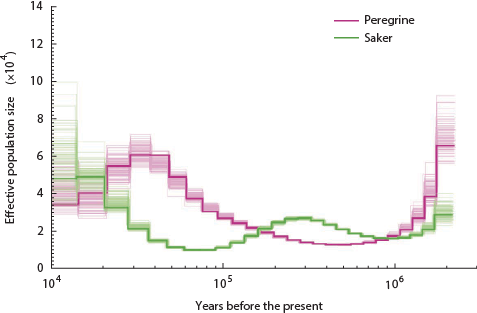 14
12
10
8
6
4
2
0
Effective population size (×10⁴)
Peregrine
Saker
10⁴
10⁵
10⁶
Years before the present